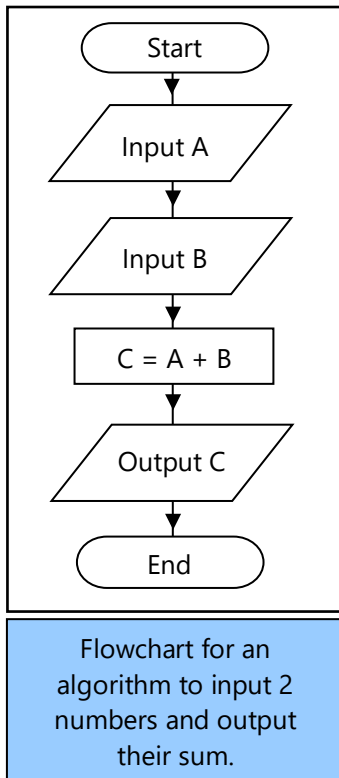 Start
Input A
Input B
C = A + B
Output C
End
Flowchart for an
algorithm to input 2
numbers and output
their sum.